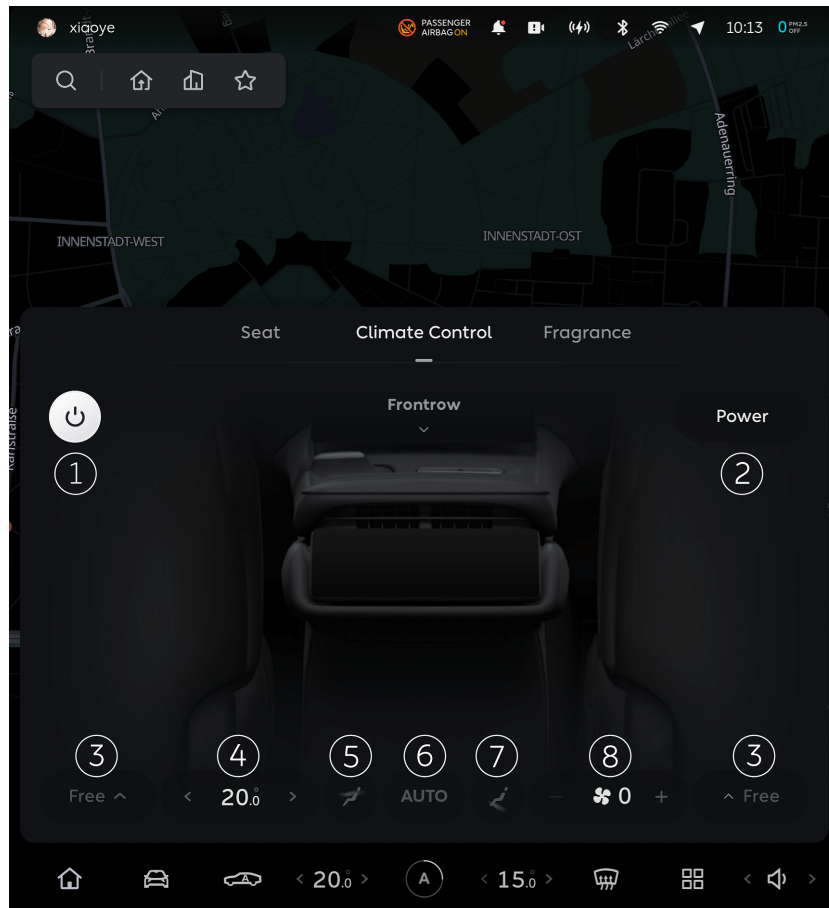 xiaoye
PASSENGER
AIRBAG ON
10:13
0 PM2.5
OFF
Adenauerring
INNENSTADT-WEST
INNENSTADT-OST
Seat
Climate Control
Fragrance
Frontrow
Power
1
2
3
4
5
6
7
8
3
Free
< 20.0° >
AUTO
− 0 +
Free
A
< 20.0° >
A
< 15.0° >
< >